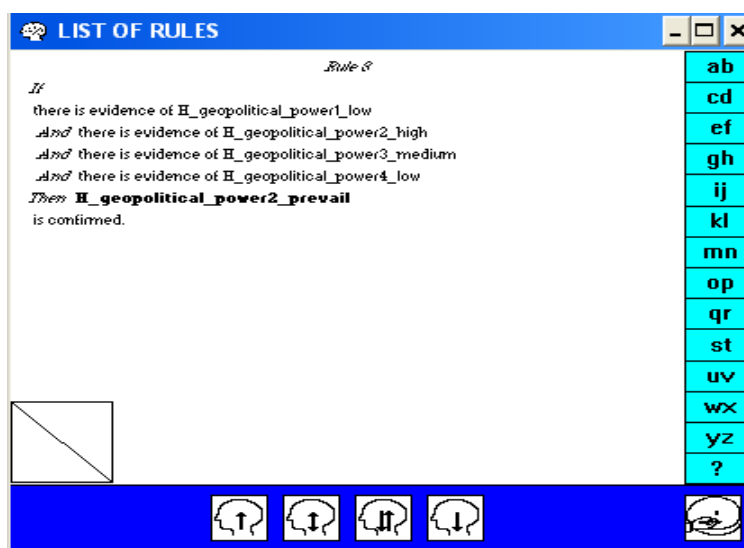 LIST OF RULES
Rule 8
If
there is evidence of H_geopolitical_power1_low
And there is evidence of H_geopolitical_power2_high
And there is evidence of H_geopolitical_power3_medium
And there is evidence of H_geopolitical_power4_low
Then H_geopolitical_power2_prevail
is confirmed.
ab
cd
ef
gh
ij
kl
mn
op
qr
st
uv
wx
yz
?